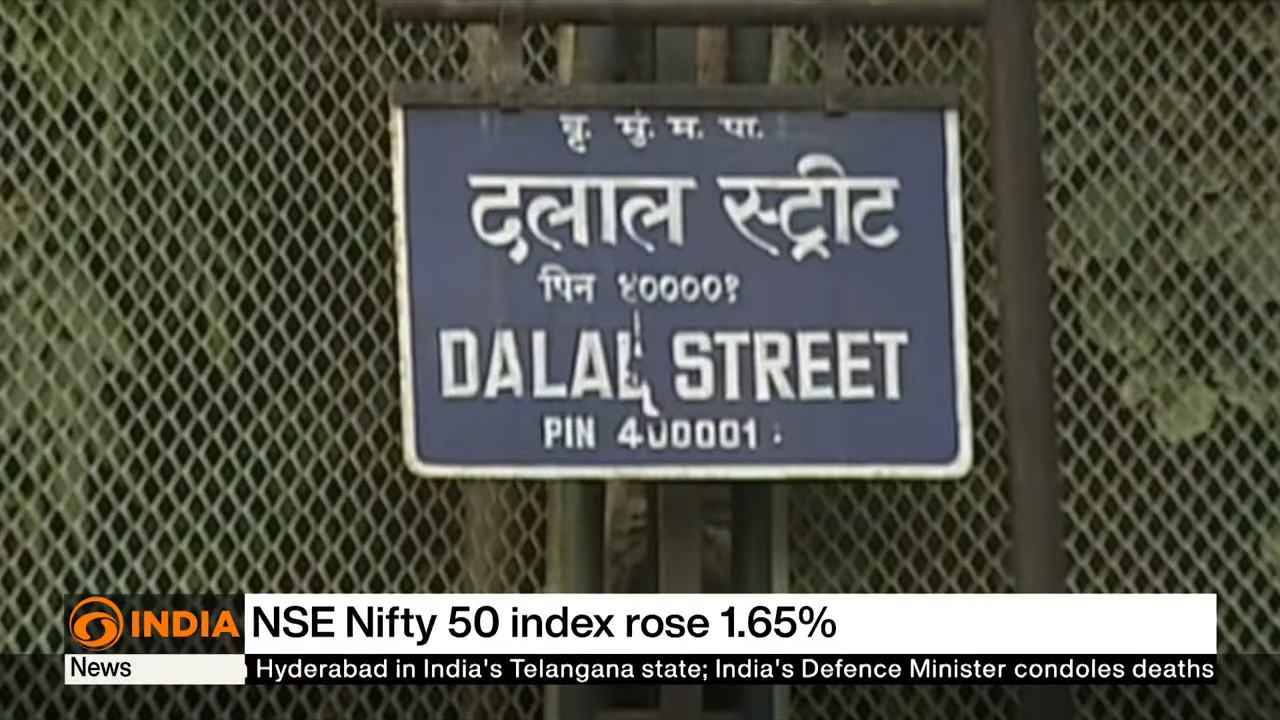 बृ. मुं. म. पा.
दलाल स्ट्रीट
पिन ४००००१
DALAL STREET
PIN 400001
INDIA
NSE Nifty 50 index rose 1.65%
News
Hyderabad in India's Telangana state; India's Defence Minister condoles deaths